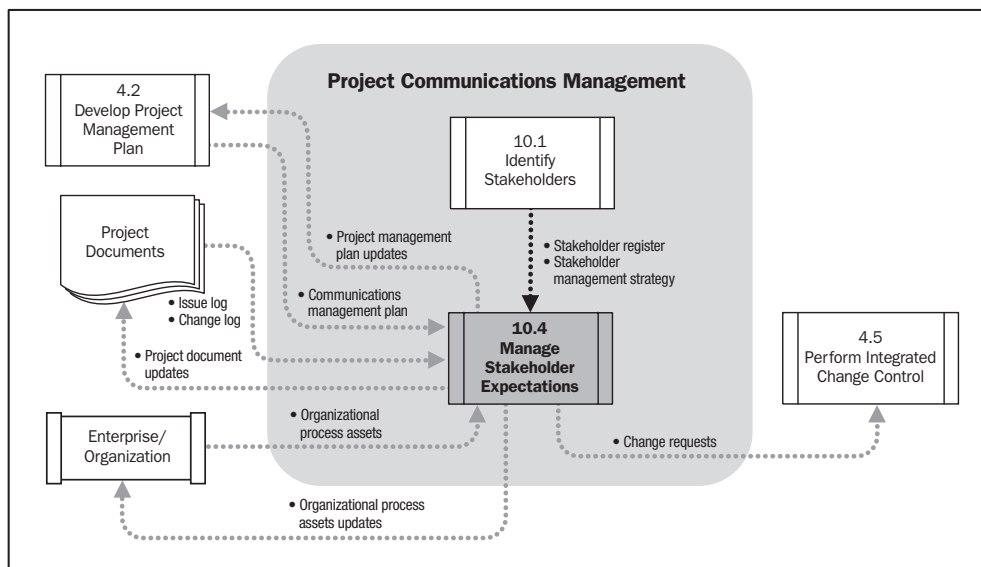 Project Communications Management
4.2
Develop Project
Management
Plan
10.1
Identify
Stakeholders
Project
Documents
• Project management
plan updates
• Stakeholder register
• Stakeholder
management strategy
• Communications
management plan
• Issue log
• Change log
10.4
Manage
Stakeholder
Expectations
4.5
Perform Integrated
Change Control
• Project document
updates
• Organizational
process assets
Enterprise/
Organization
• Change requests
• Organizational process
assets updates